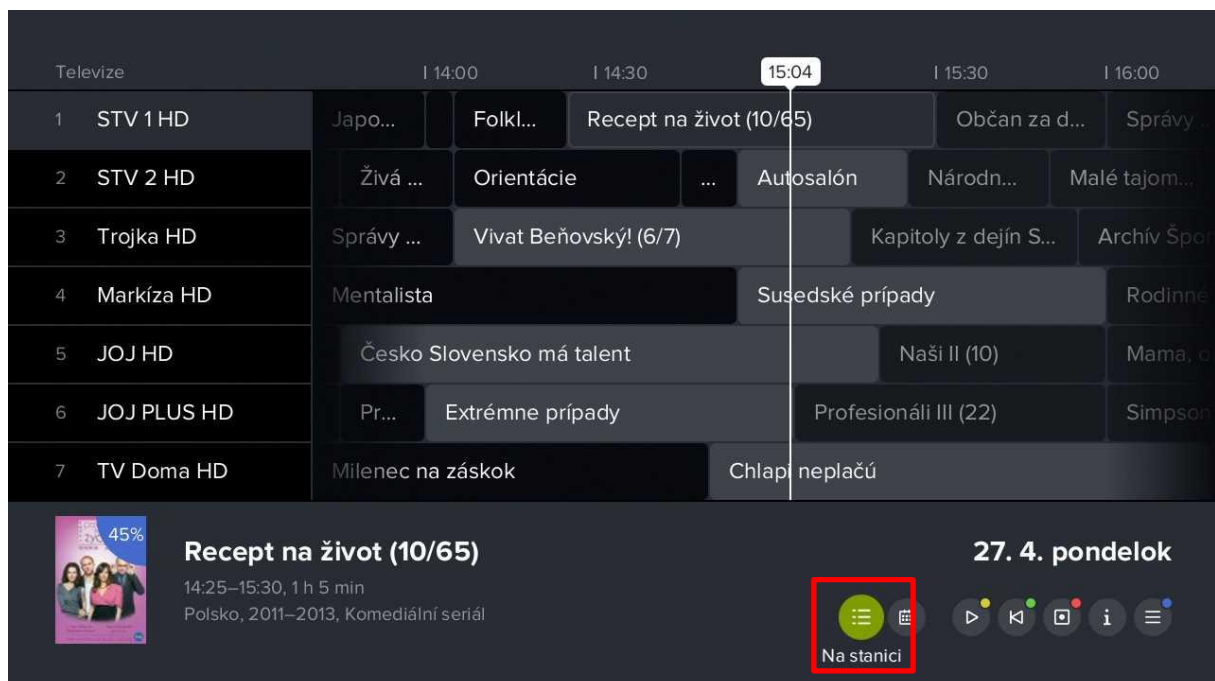 Televize 14:00 14:30 15:04 15:30 16:00
1 STV 1 HD Japo... Folkl... Recept na život (10/65) Občan za d... Správy ...
2 STV 2 HD Živá ... Orientácie ... Autosalón Národn... Malé tajom...
3 Trojka HD Správy ... Vivat Beňovský! (6/7) Kapitoly z dejín S... Archív Špor
4 Markíza HD Mentalista Susedské prípady Rodinné
5 JOJ HD Česko Slovensko má talent Naši II (10) Mama, o
6 JOJ PLUS HD Pr... Extrémne prípady Profesionáli III (22) Simpson
7 TV Doma HD Milenec na záskok Chlapi neplačú
45%
Recept na život (10/65) 27. 4. pondelok
14:25–15:30, 1 h 5 min
Polsko, 2011–2013, Komediální seriál
Na stanici